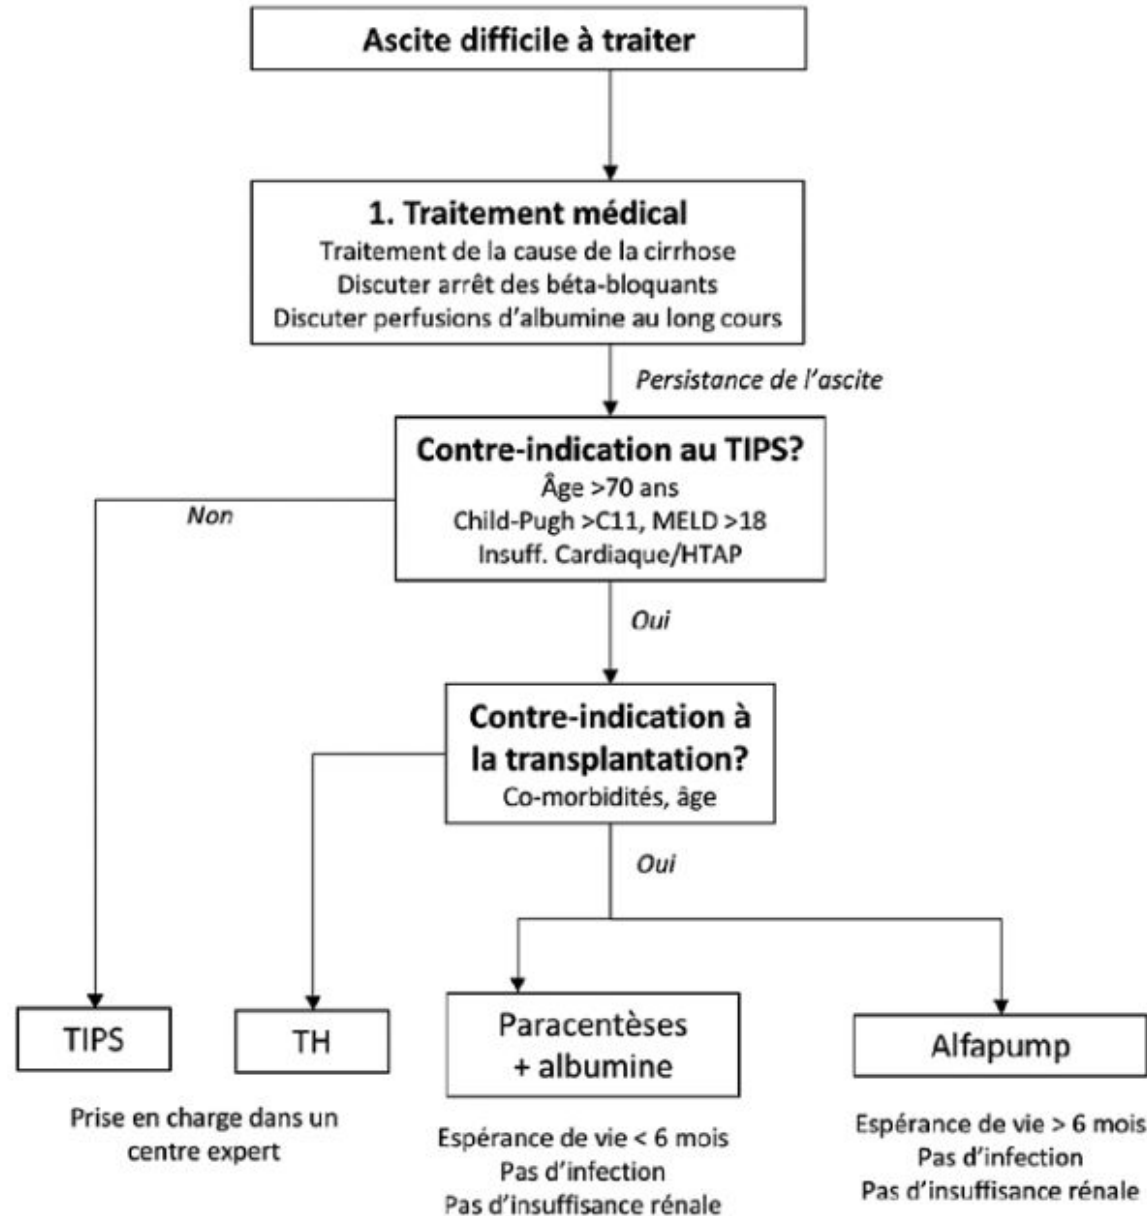 Ascite difficile à traiter
1. Traitement médical
Traitement de la cause de la cirrhose
Discuter arrêt des béta-bloquants
Discuter perfusions d'albumine au long cours
Persistance de l'ascite
Contre-indication au TIPS?
Âge >70 ans
Child-Pugh >C11, MELD >18
Insuff. Cardiaque/HTAP
Non
Oui
Contre-indication à
la transplantation?
Co-morbidités, âge
Oui
TIPS
TH
Prise en charge dans un
centre expert
Paracentèses
+ albumine
Espérance de vie < 6 mois
Pas d'infection
Pas d'insuffisance rénale
Alfapump
Espérance de vie > 6 mois
Pas d'infection
Pas d'insuffisance rénale